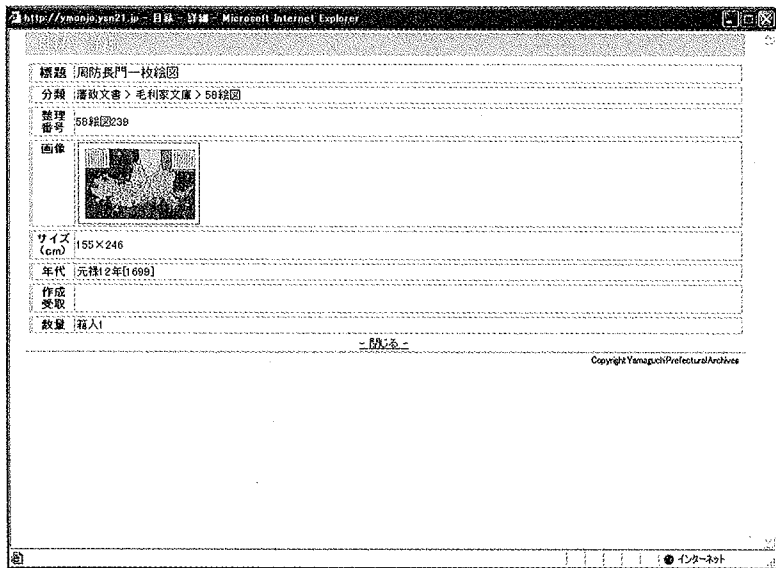 http://ymonjo.ysn21.jp - 目録 - 詳細 - Microsoft Internet Explorer
標題 周防長門一枚絵図
分類 藩政文書 > 毛利家文庫 > 58絵図
整理番号 58絵図239
画像
サイズ(cm) 155×246
年代 元禄12年[1699]
作成受取
数量 箱入1
- 閉じる -
Copyright YamaguchiPrefecturalArchives
インターネット